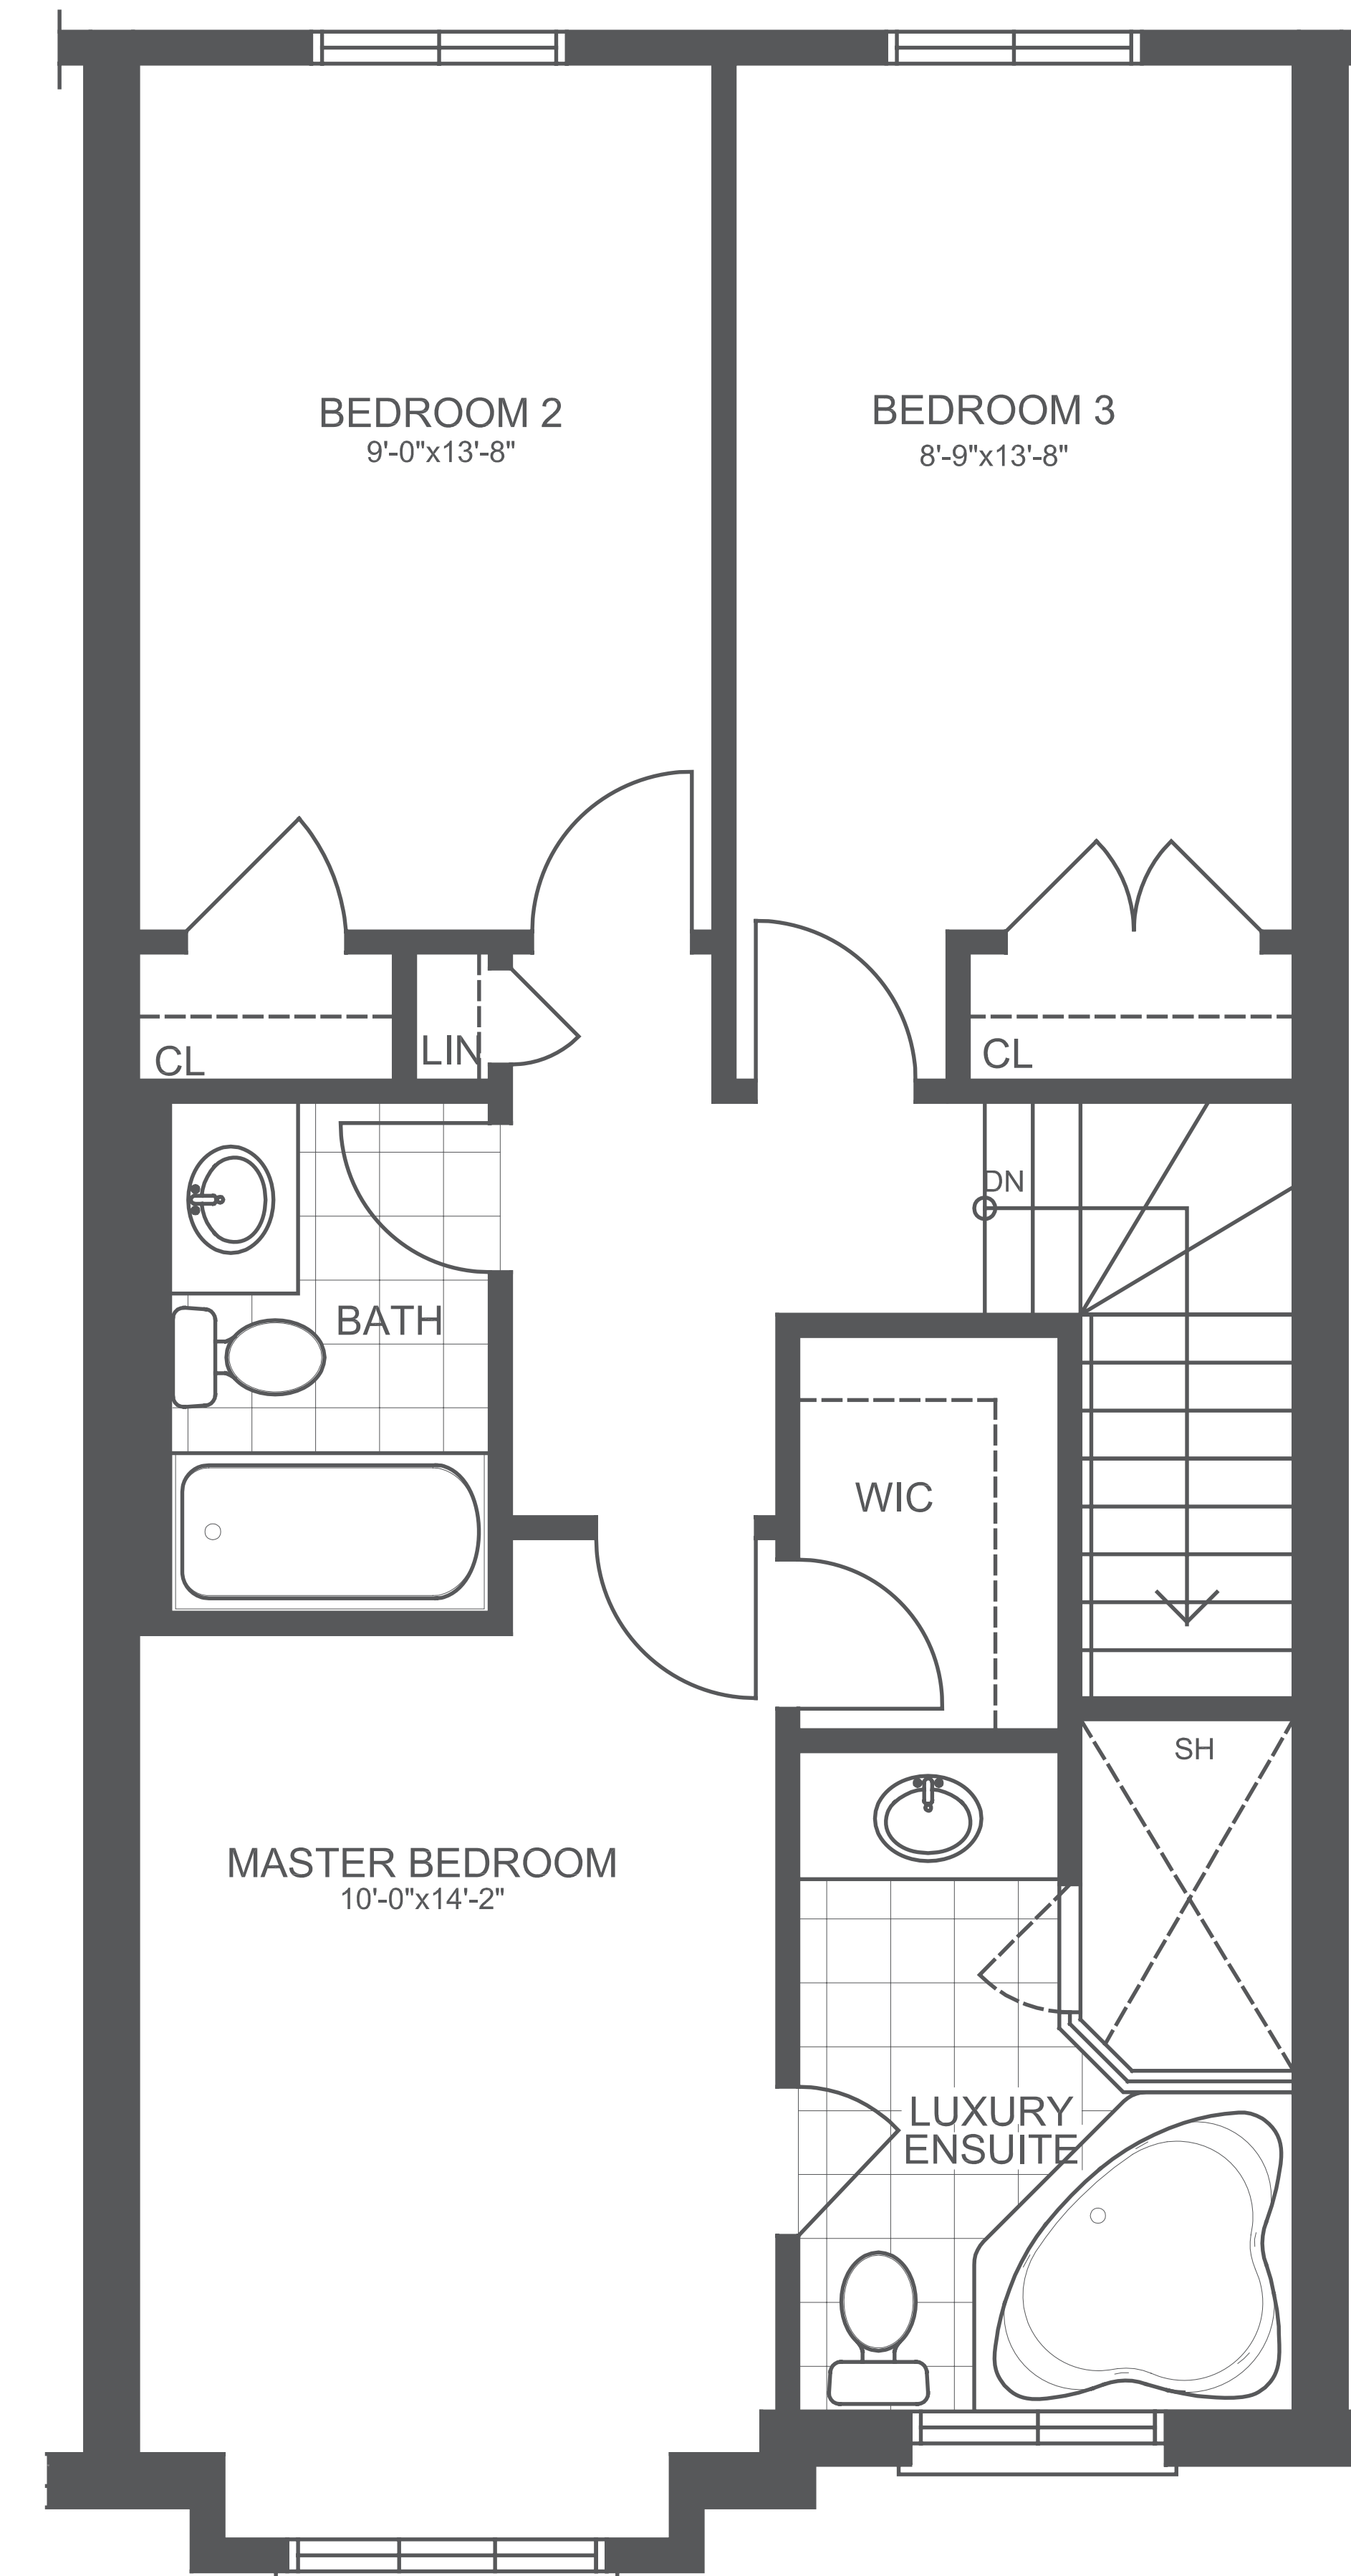 BEDROOM 2
9'-0"x13'-8"
BEDROOM 3
8'-9"x13'-8"
CL
LIN
CL
DN
BATH
WIC
SH
MASTER BEDROOM
10'-0"x14'-2"
LUXURY
ENSUITE